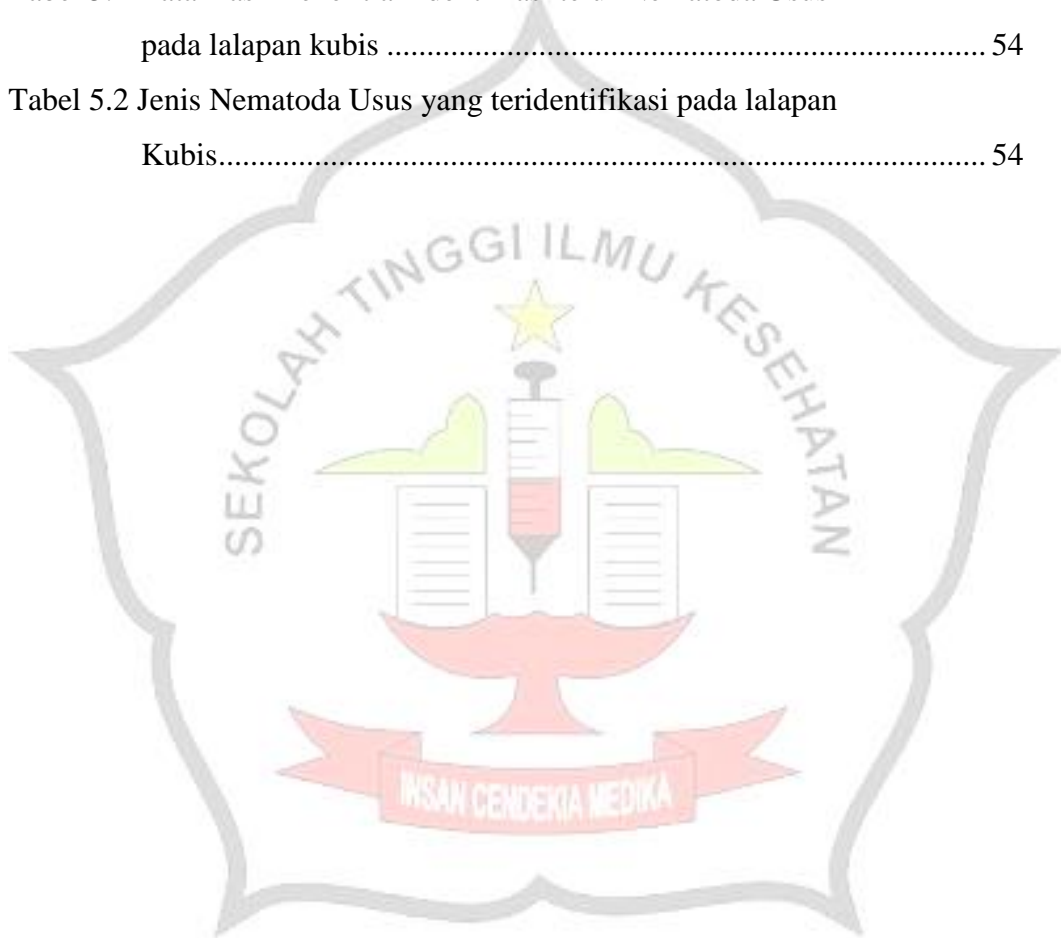 pada lalapan kubis ........................................................................... 54
Tabel 5.2 Jenis Nematoda Usus yang teridentifikasi pada lalapan
Kubis................................................................................................ 54
SEKOLAH TINGGI ILMU KESEHATAN
INSAN CENDEKIA MEDIKA